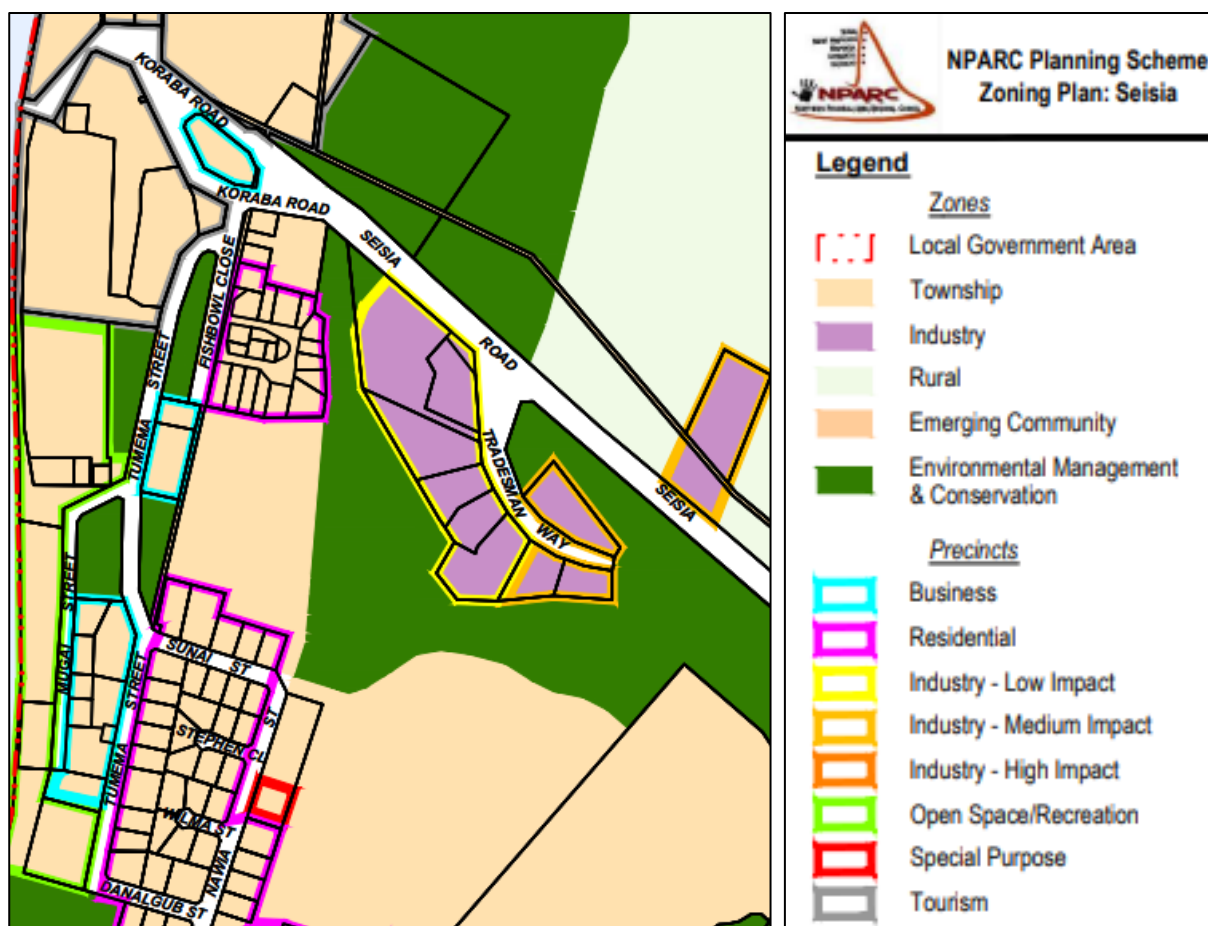 KORABA ROAD
KORABA ROAD
SEISIA
ROAD
SEISIA
FISHBOWL CLOSE
TUMEMA
STREET
TRADESMAN
WAY
MUGAI
STREET
TUMEMA
STREET
SUNAI ST
ST
STEPHEN CL
WILMA ST
NAWIA
DANALGUB ST
NPARC
NPARC Planning Scheme
Zoning Plan: Seisia
Legend
Zones
Local Government Area
Township
Industry
Rural
Emerging Community
Environmental Management
& Conservation
Precincts
Business
Residential
Industry - Low Impact
Industry - Medium Impact
Industry - High Impact
Open Space/Recreation
Special Purpose
Tourism